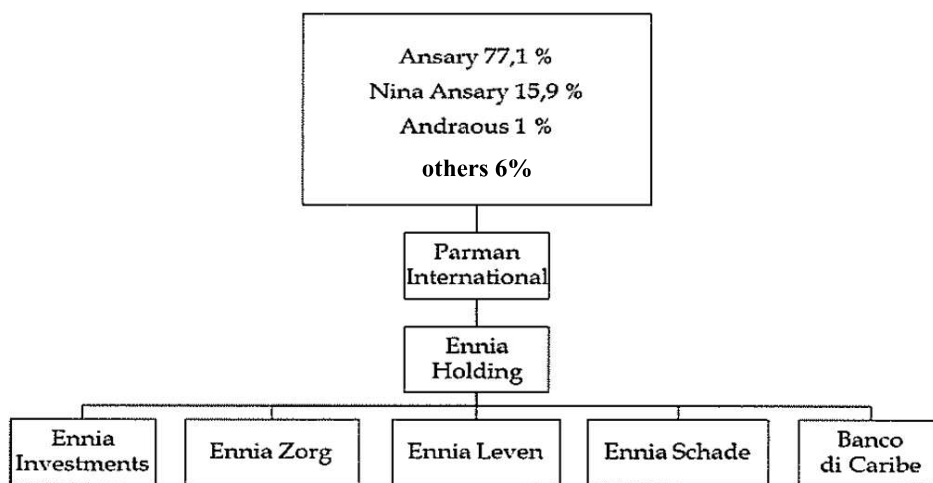 Ansary 77,1 %
Nina Ansary 15,9 %
Andraous 1 %
others 6%
Parman
International
Ennia
Holding
Ennia
Investments
Ennia Zorg
Ennia Leven
Ennia Schade
Banco
di Caribe